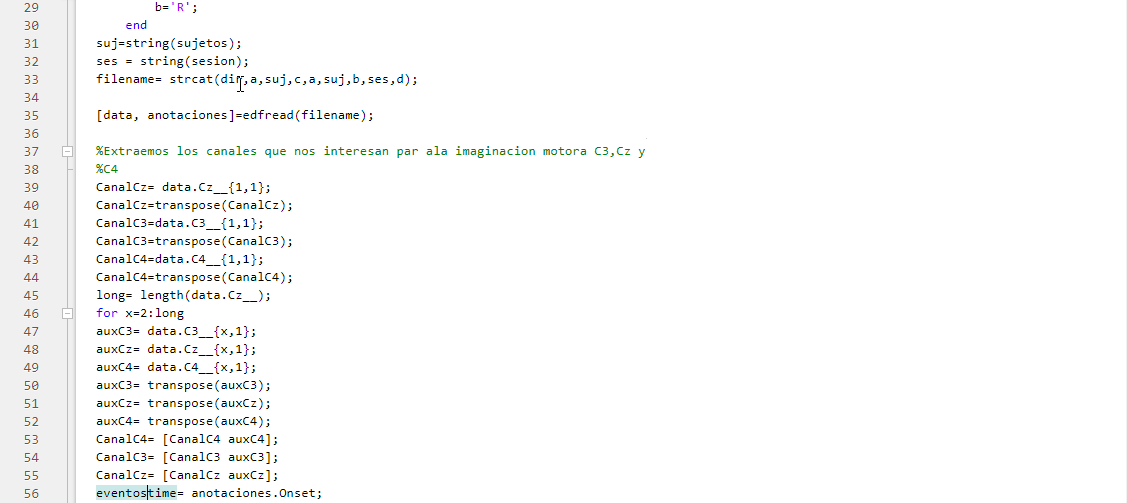 29 b='R';
30 end
31 suj=string(sujetos);
32 ses = string(sesion);
33 filename= strcat(dir,a,suj,c,a,suj,b,ses,d);
34
35 [data, anotaciones]=edfread(filename);
36
37 %Extraemos los canales que nos interesan par ala imaginacion motora C3,Cz y
38 %C4
39 CanalCz= data.Cz__{1,1};
40 CanalCz=transpose(CanalCz);
41 CanalC3=data.C3__{1,1};
42 CanalC3=transpose(CanalC3);
43 CanalC4=data.C4__{1,1};
44 CanalC4=transpose(CanalC4);
45 long= length(data.Cz__);
46 for x=2:long
47 auxC3= data.C3__{x,1};
48 auxCz= data.Cz__{x,1};
49 auxC4= data.C4__{x,1};
50 auxC3= transpose(auxC3);
51 auxCz= transpose(auxCz);
52 auxC4= transpose(auxC4);
53 CanalC4= [CanalC4 auxC4];
54 CanalC3= [CanalC3 auxC3];
55 CanalCz= [CanalCz auxCz];
56 eventostime= anotaciones.Onset;